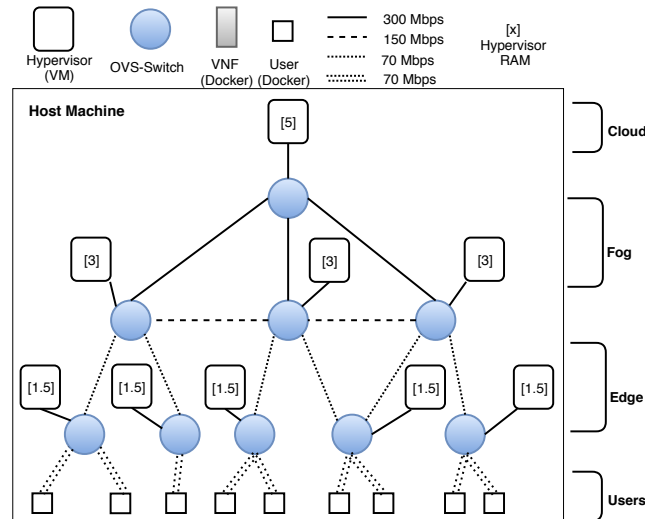 300 Mbps
150 Mbps
70 Mbps
70 Mbps
[x]
Hypervisor
RAM
Hypervisor
(VM)
OVS-Switch
VNF
(Docker)
User
(Docker)
Host Machine
[5]
Cloud
[3]
[3]
[3]
Fog
[1.5]
[1.5]
[1.5]
[1.5]
[1.5]
Edge
Users